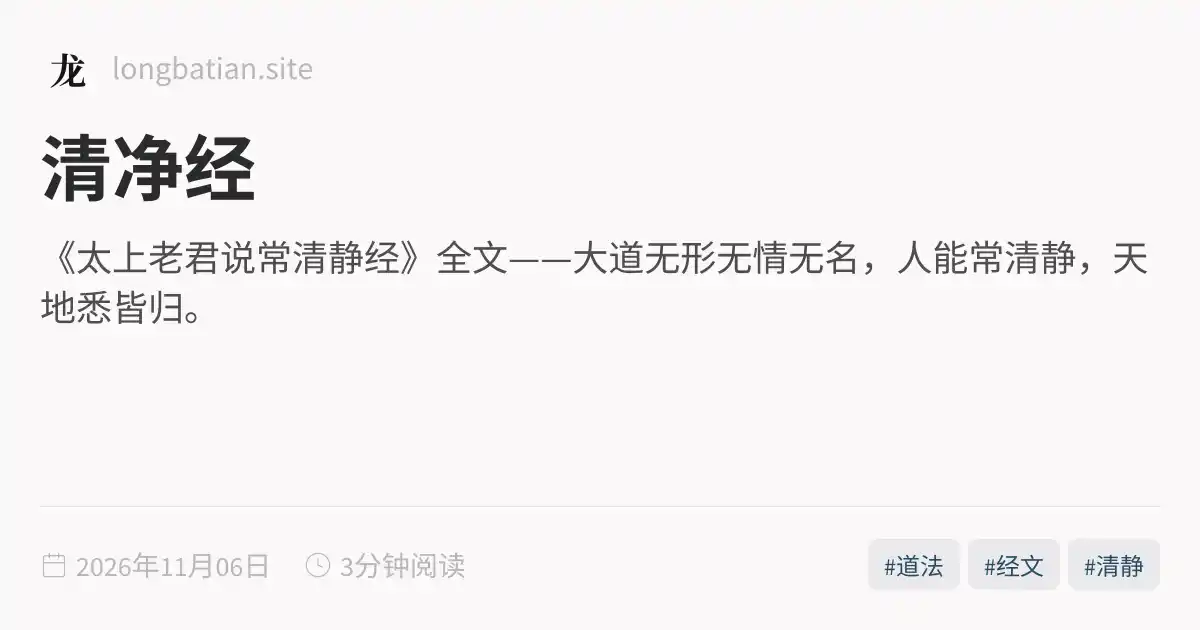 龙 longbatian.site
清净经
《太上老君说常清静经》全文——大道无形无情无名，人能常清静，天
地悉皆归。
2026年11月06日 3分钟阅读 #道法 #经文 #清静